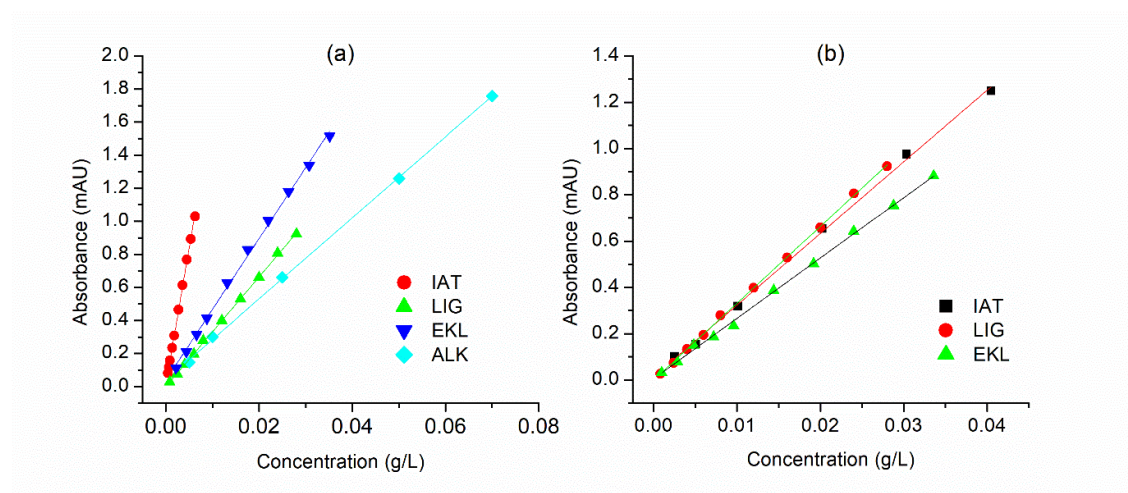 (a)
2.0
1.8
1.6
1.4
1.2
1.0
0.8
0.6
0.4
0.2
0.0
Absorbance (mAU)
IAT
LIG
EKL
ALK
0.00 0.02 0.04 0.06 0.08
Concentration (g/L)
(b)
1.4
1.2
1.0
0.8
0.6
0.4
0.2
0.0
Absorbance (mAU)
IAT
LIG
EKL
0.00 0.01 0.02 0.03 0.04
Concentration (g/L)